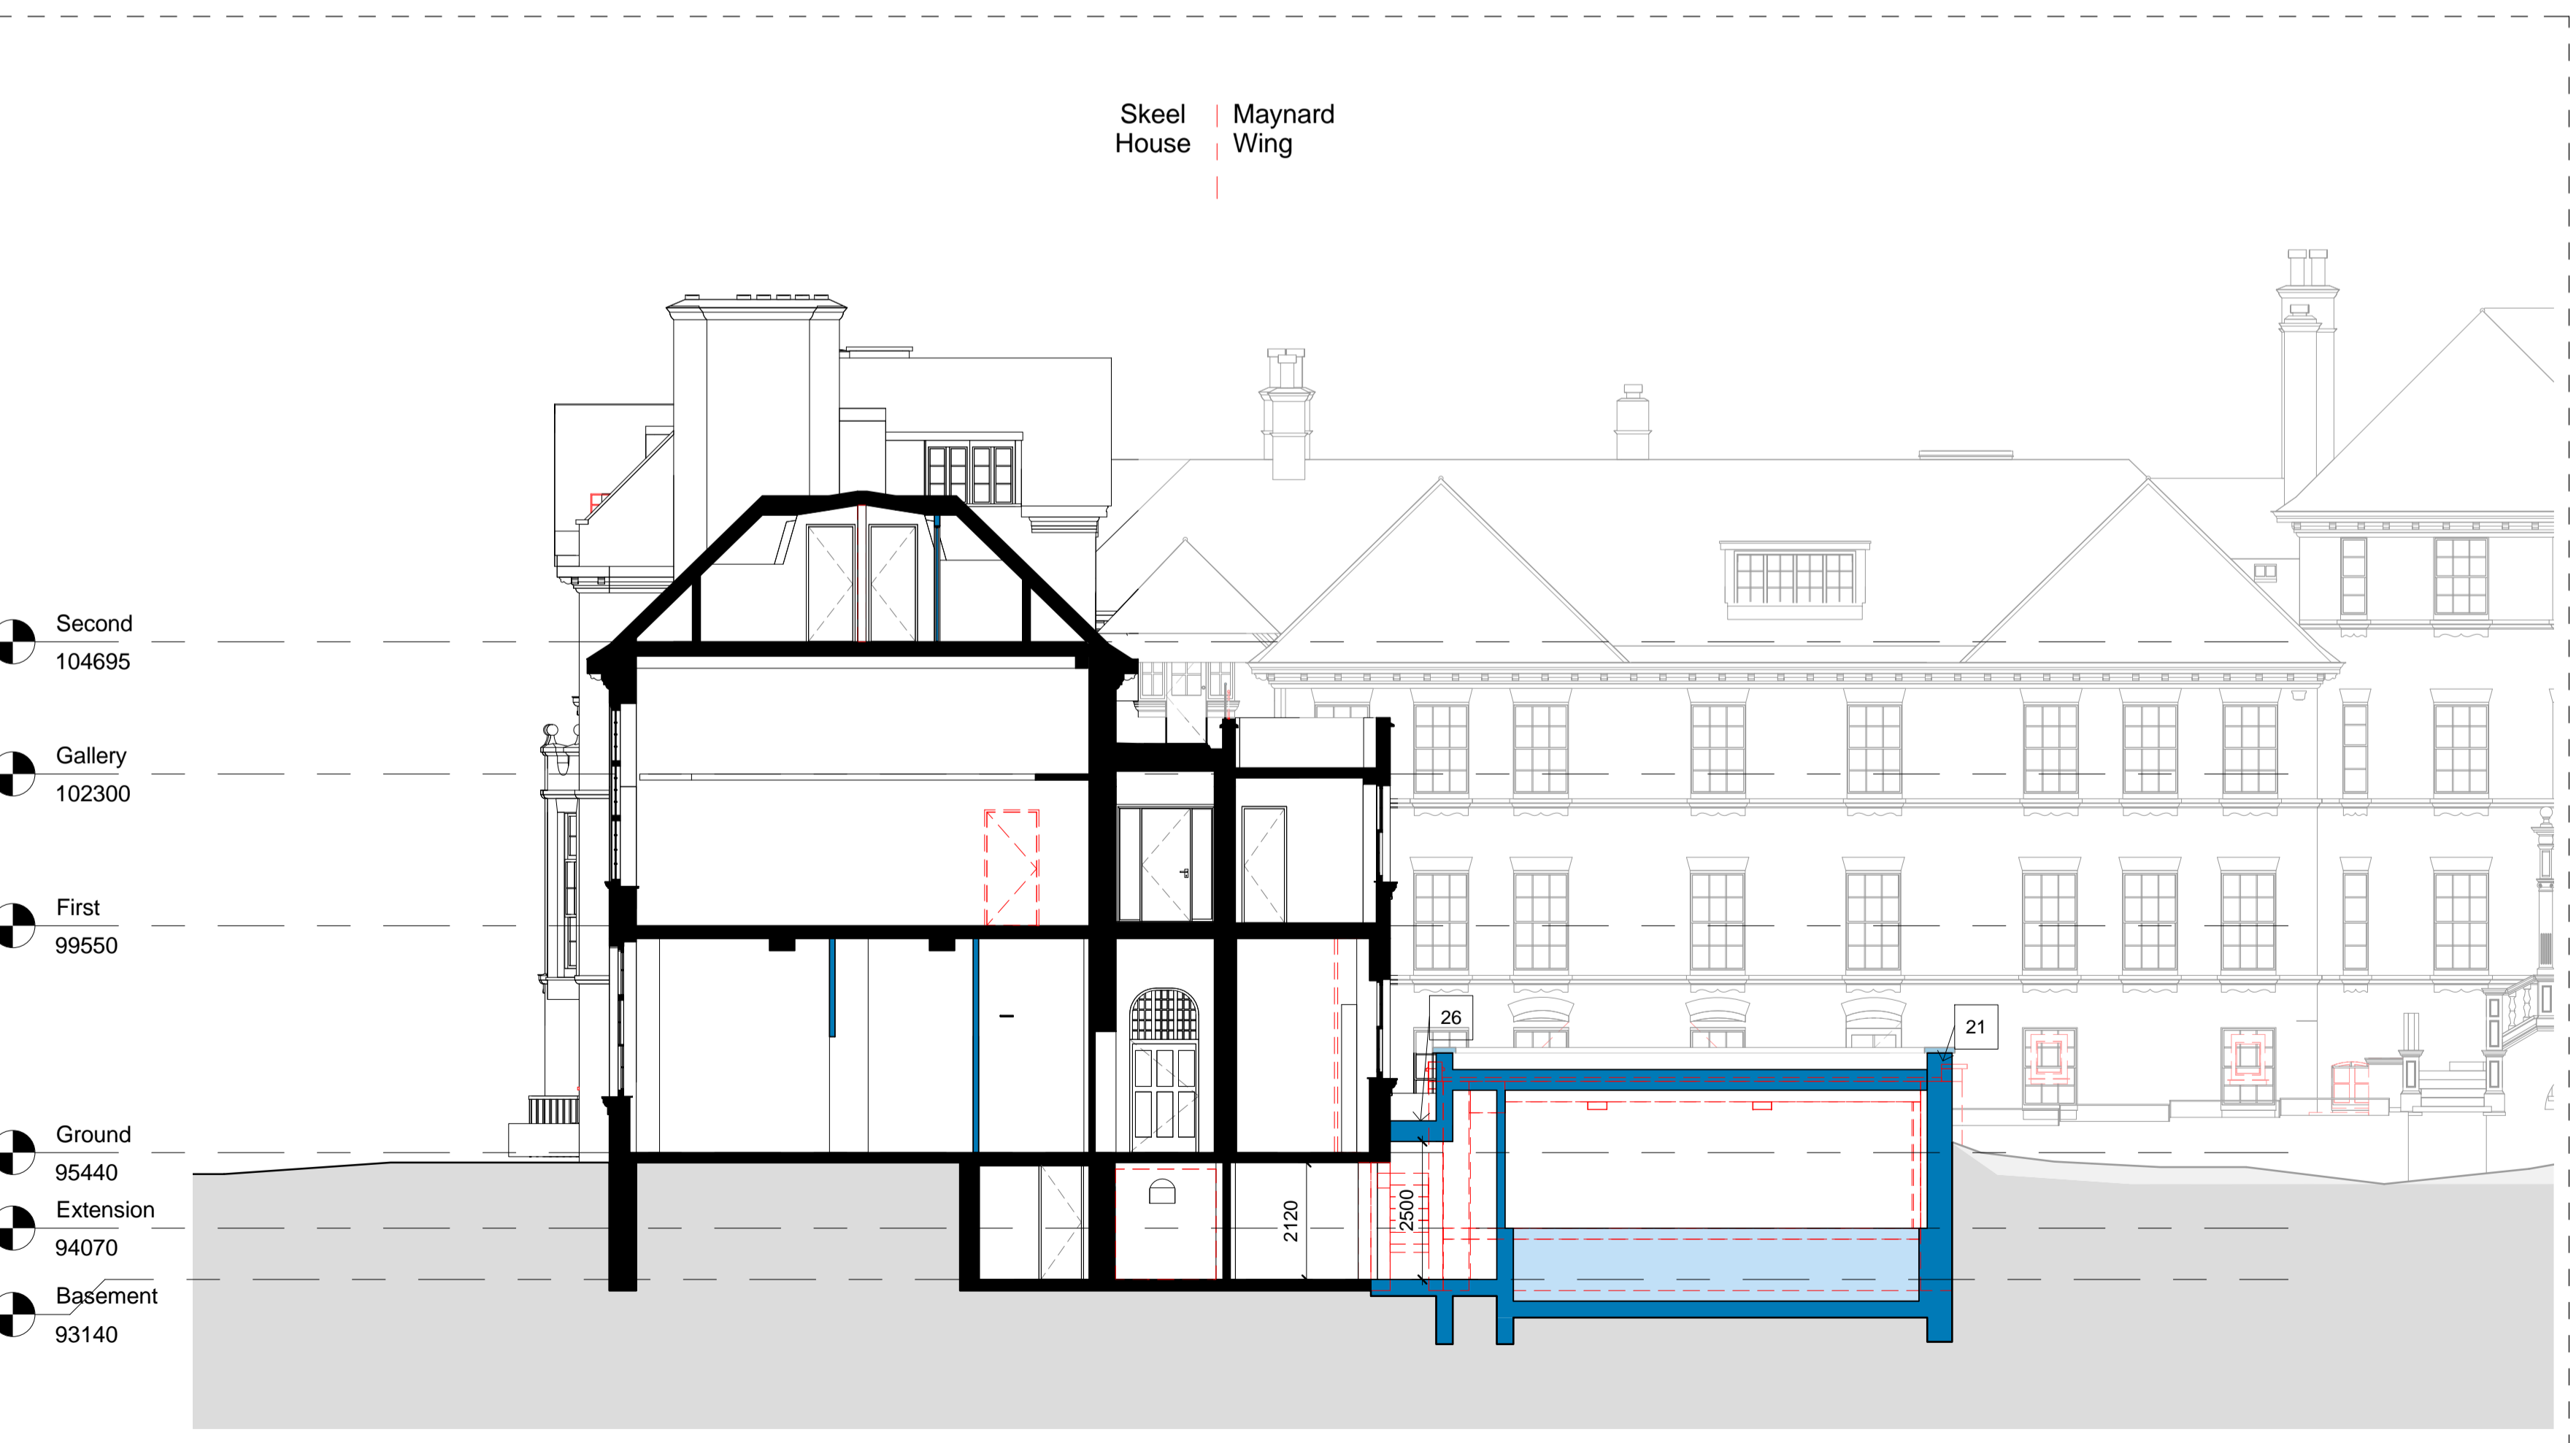 Skeel
House
Maynard
Wing
Second
104695
Gallery
102300
First
99550
26
21
Ground
95440
Extension
94070
2120
2500
Basement
93140